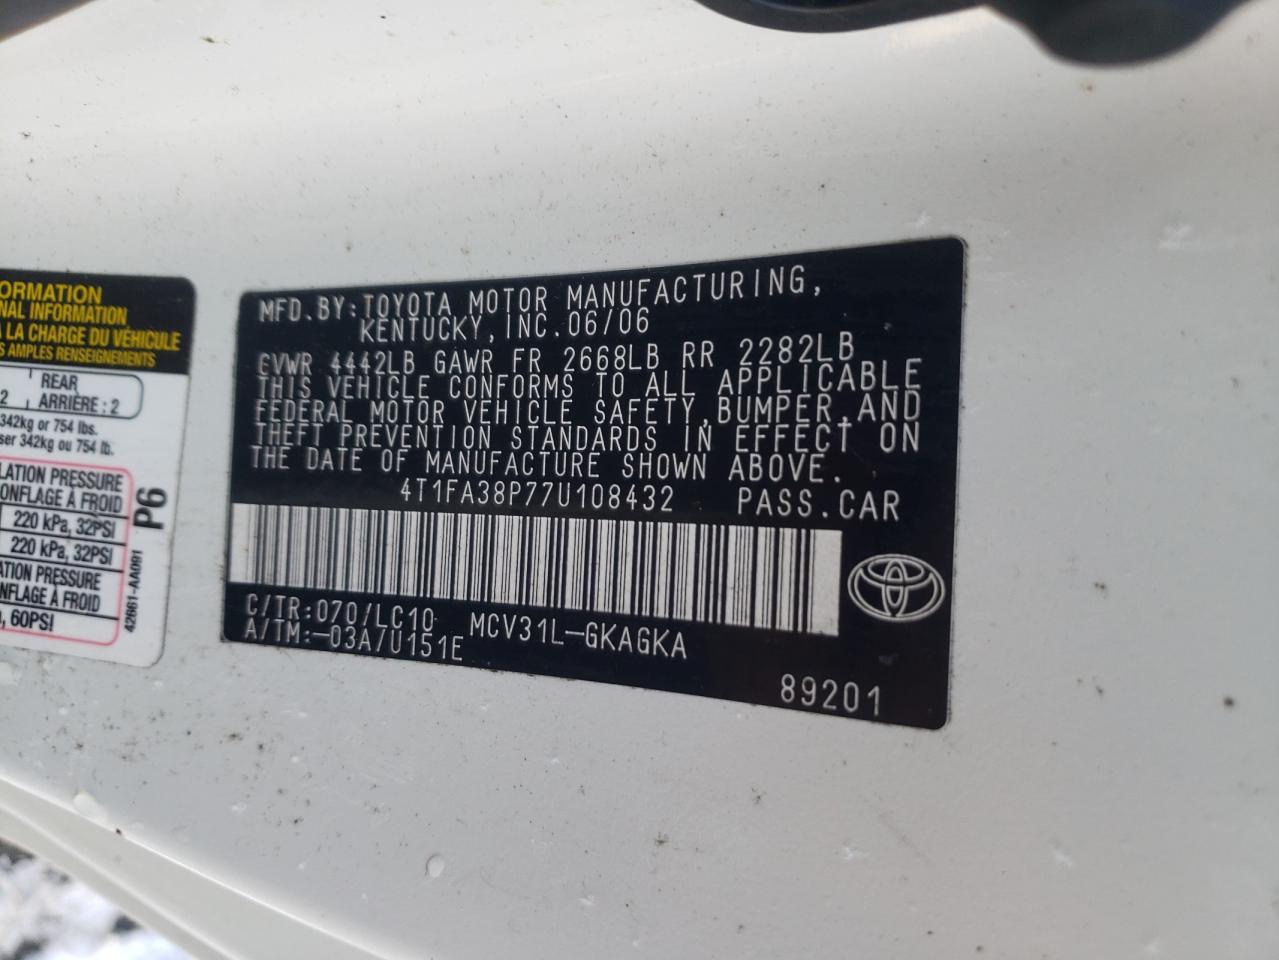 ORMATION
NAL INFORMATION
LA CHARGE DU VÉHICULE
S AMPLES RENSEIGNEMENTS
2 REAR
ARRIÈRE : 2
342kg or 754 lbs.
ser 342kg ou 754 lb.
LATION PRESSURE
ONFLAGE À FROID
220 kPa, 32PSI
220 kPa, 32PSI
ATION PRESSURE
NFLAGE À FROID
, 60PSI
P6
42661-AA091
MFD.BY:TOYOTA MOTOR MANUFACTURING,
KENTUCKY,INC.06/06
GVWR 4442LB GAWR FR 2668LB RR 2282LB
THIS VEHICLE CONFORMS TO ALL APPLICABLE
FEDERAL MOTOR VEHICLE SAFETY,BUMPER,AND
THEFT PREVENTION STANDARDS IN EFFECT ON
THE DATE OF MANUFACTURE SHOWN ABOVE.
4T1FA38P77U108432 PASS.CAR
C/TR:070/LC10 MCV31L-GKAGKA
A/TM:-03A/U151E
89201